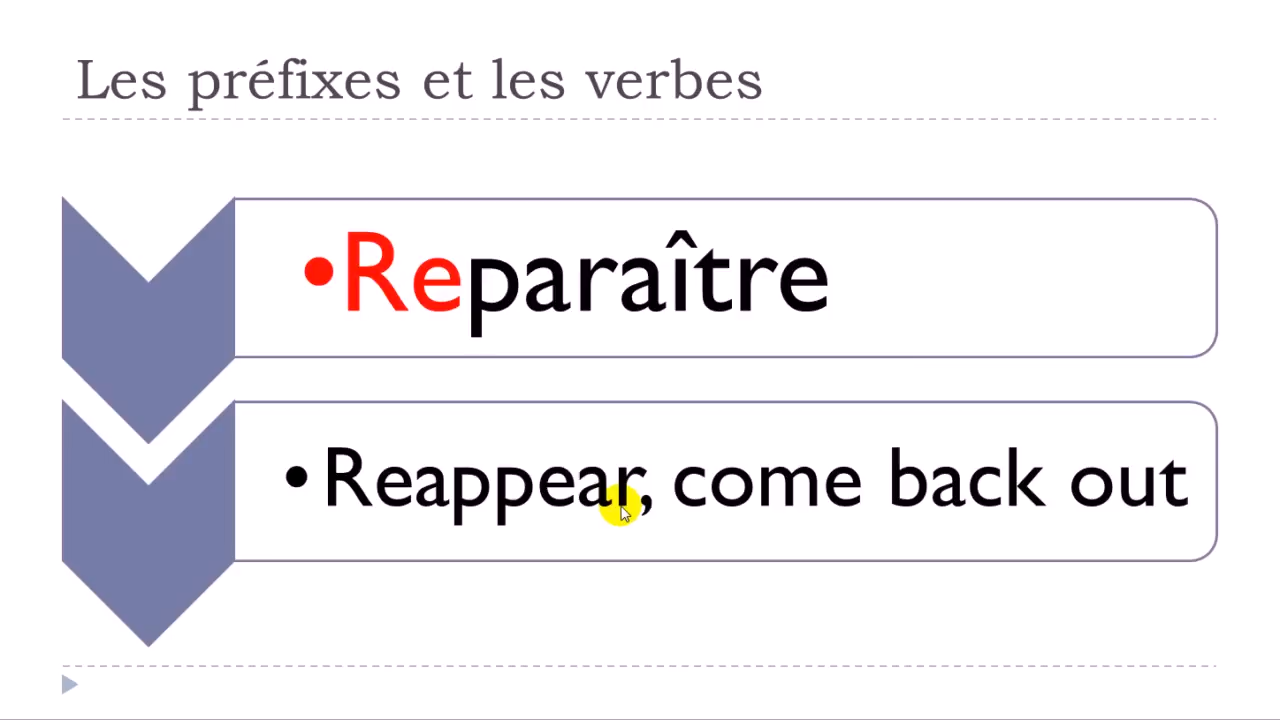 Les préfixes et les verbes
•Reparaître
• Reappear, come back out